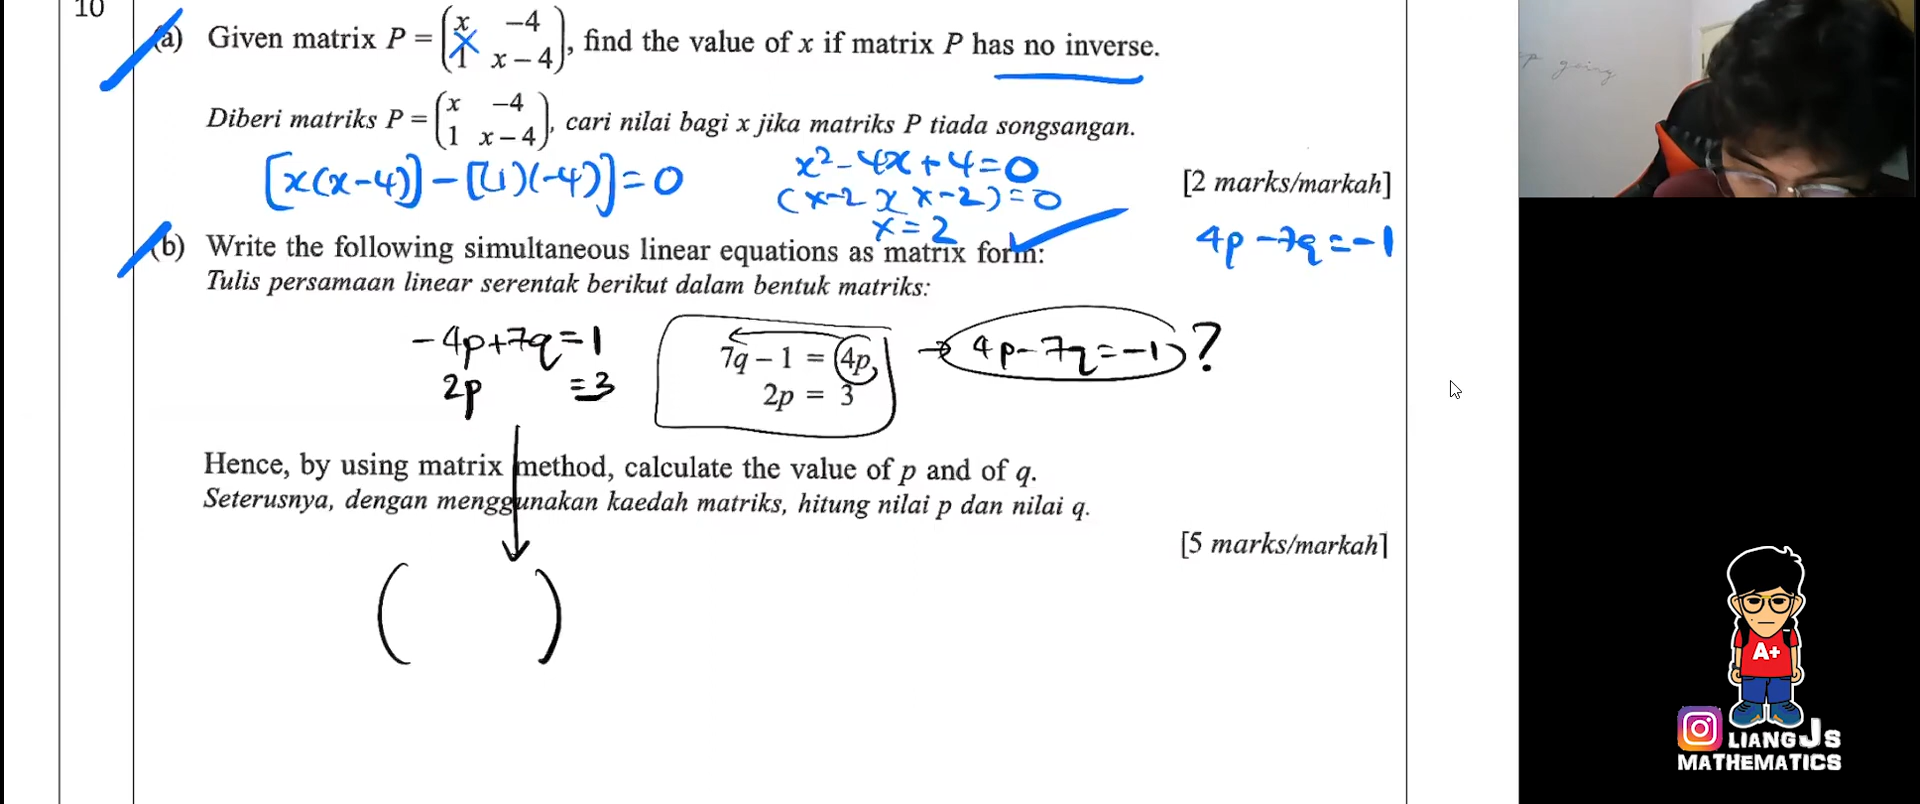 10
(a) Given matrix P = (x -4, 1 x – 4), find the value of x if matrix P has no inverse.
Diberi matriks P = (x -4, 1 x – 4), cari nilai bagi x jika matriks P tiada songsangan.
[x(x-4)] - [(1)(-4)] = 0
x² - 4x + 4 = 0
(x-2)(x-2) = 0
x = 2
[2 marks/markah]
4p - 7q = -1
(b) Write the following simultaneous linear equations as matrix form:
Tulis persamaan linear serentak berikut dalam bentuk matriks:
-4p + 7q = 1
2p = 3
7q – 1 = 4p,
2p = 3
→ 4p - 7q = -1 ?
Hence, by using matrix method, calculate the value of p and of q.
Seterusnya, dengan menggunakan kaedah matriks, hitung nilai p dan nilai q.
[5 marks/markah]
( )
A+
LIANGJS
MATHEMATICS